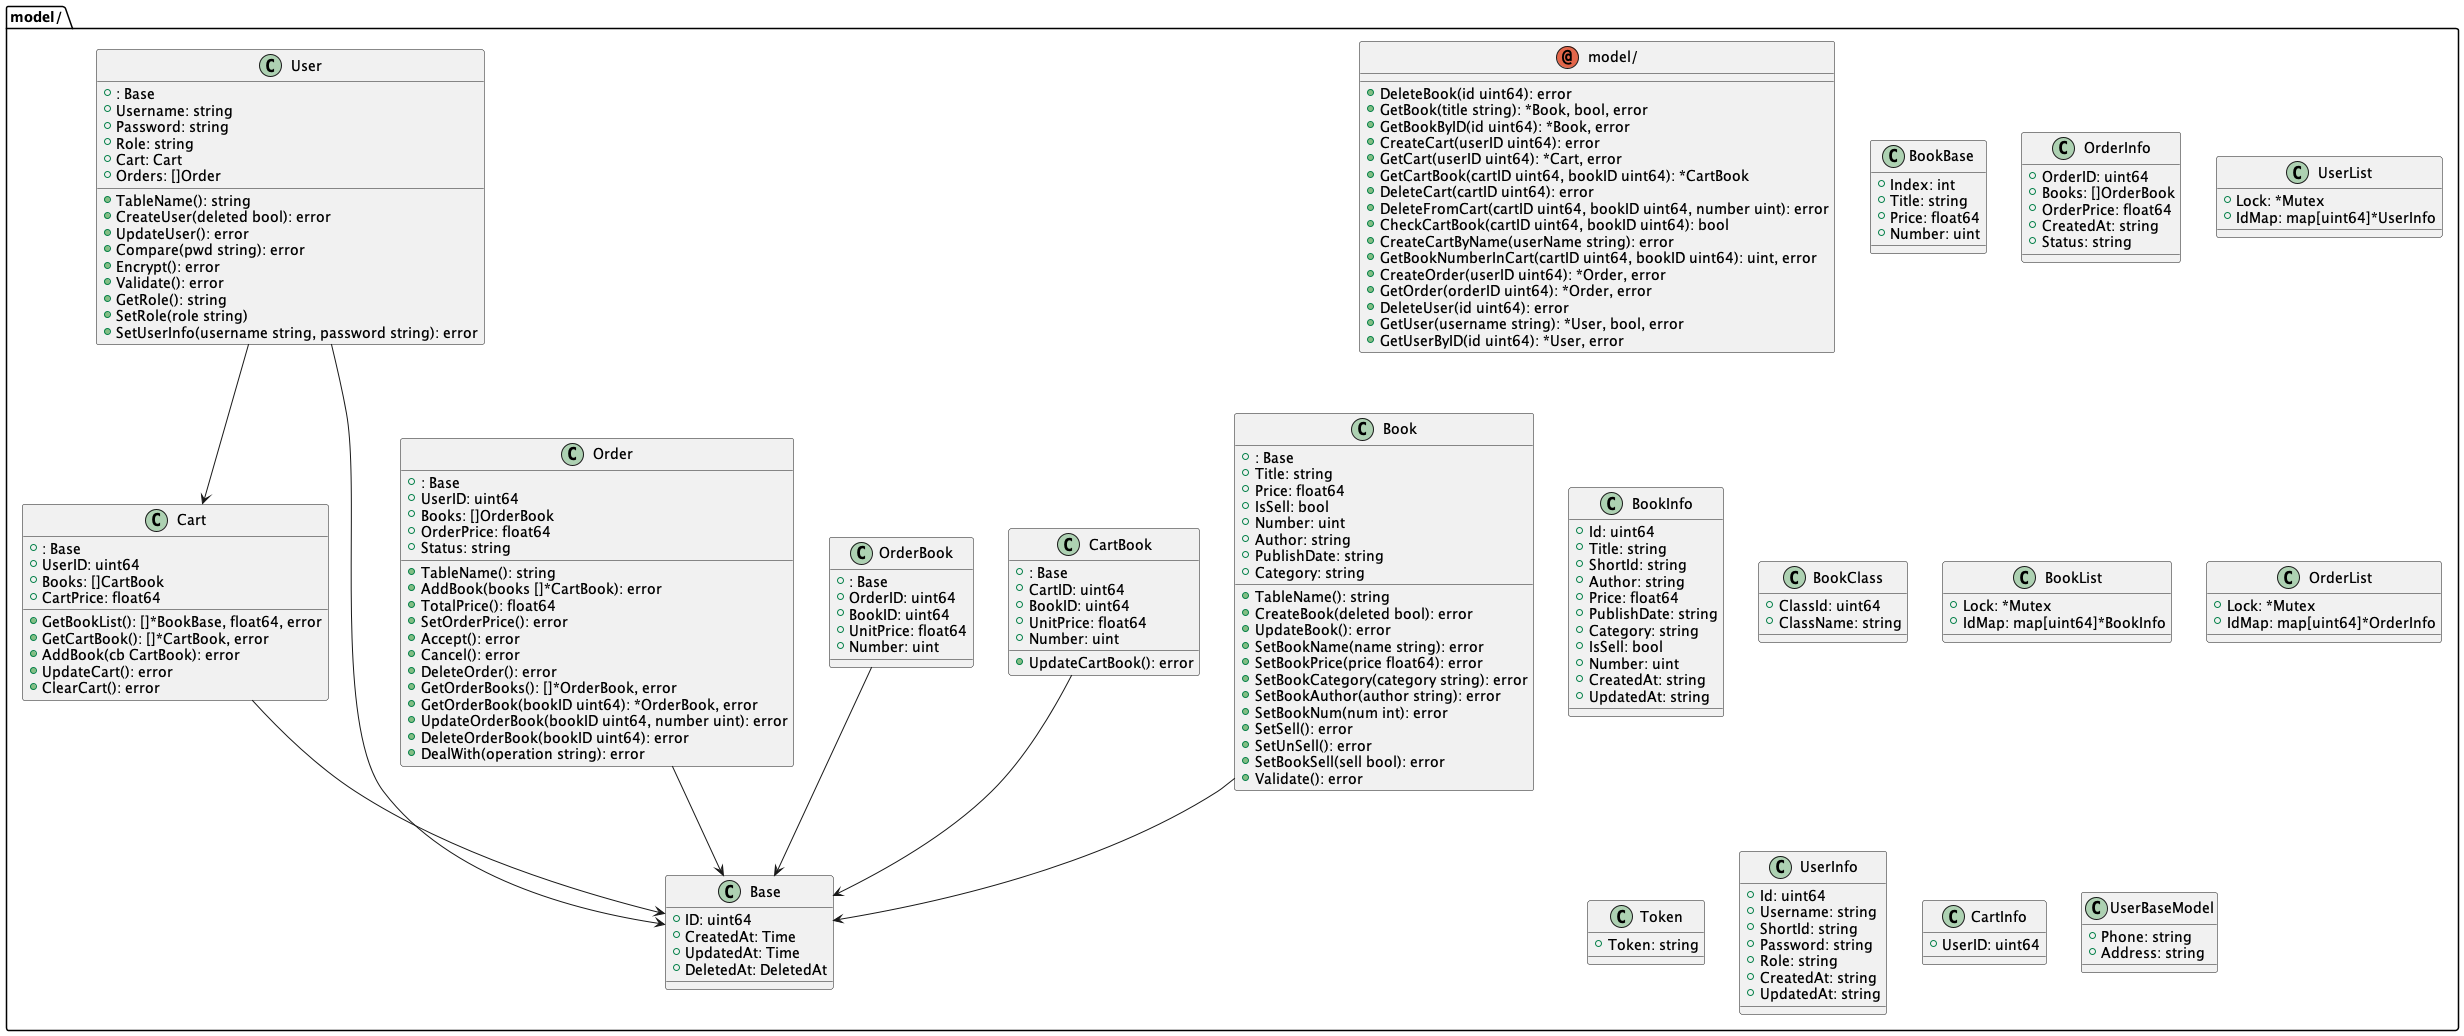 model/
C User
: Base
Username: string
Password: string
Role: string
Cart: Cart
Orders: []Order
TableName(): string
CreateUser(deleted bool): error
UpdateUser(): error
Compare(pwd string): error
Encrypt(): error
Validate(): error
GetRole(): string
SetRole(role string)
SetUserInfo(username string, password string): error
@ model/
DeleteBook(id uint64): error
GetBook(title string): *Book, bool, error
GetBookByID(id uint64): *Book, error
CreateCart(userID uint64): error
GetCart(userID uint64): *Cart, error
GetCartBook(cartID uint64, bookID uint64): *CartBook
DeleteCart(cartID uint64): error
DeleteFromCart(cartID uint64, bookID uint64, number uint): error
CheckCartBook(cartID uint64, bookID uint64): bool
CreateCartByName(userName string): error
GetBookNumberInCart(cartID uint64, bookID uint64): uint, error
CreateOrder(userID uint64): *Order, error
GetOrder(orderID uint64): *Order, error
DeleteUser(id uint64): error
GetUser(username string): *User, bool, error
GetUserByID(id uint64): *User, error
C BookBase
Index: int
Title: string
Price: float64
Number: uint
C OrderInfo
OrderID: uint64
Books: []OrderBook
OrderPrice: float64
CreatedAt: string
Status: string
C UserList
Lock: *Mutex
IdMap: map[uint64]*UserInfo
C Cart
: Base
UserID: uint64
Books: []CartBook
CartPrice: float64
GetBookList(): []*BookBase, float64, error
GetCartBook(): []*CartBook, error
AddBook(cb CartBook): error
UpdateCart(): error
ClearCart(): error
C Order
: Base
UserID: uint64
Books: []OrderBook
OrderPrice: float64
Status: string
TableName(): string
AddBook(books []*CartBook): error
TotalPrice(): float64
SetOrderPrice(): error
Accept(): error
Cancel(): error
DeleteOrder(): error
GetOrderBooks(): []*OrderBook, error
GetOrderBook(bookID uint64): *OrderBook, error
UpdateOrderBook(bookID uint64, number uint): error
DeleteOrderBook(bookID uint64): error
DealWith(operation string): error
C OrderBook
: Base
OrderID: uint64
BookID: uint64
UnitPrice: float64
Number: uint
C CartBook
: Base
CartID: uint64
BookID: uint64
UnitPrice: float64
Number: uint
UpdateCartBook(): error
C Book
: Base
Title: string
Price: float64
IsSell: bool
Number: uint
Author: string
PublishDate: string
Category: string
TableName(): string
CreateBook(deleted bool): error
UpdateBook(): error
SetBookName(name string): error
SetBookPrice(price float64): error
SetBookCategory(category string): error
SetBookAuthor(author string): error
SetBookNum(num int): error
SetSell(): error
SetUnSell(): error
SetBookSell(sell bool): error
Validate(): error
C BookInfo
Id: uint64
Title: string
ShortId: string
Author: string
Price: float64
PublishDate: string
Category: string
IsSell: bool
Number: uint
CreatedAt: string
UpdatedAt: string
C BookClass
ClassId: uint64
ClassName: string
C BookList
Lock: *Mutex
IdMap: map[uint64]*BookInfo
C OrderList
Lock: *Mutex
IdMap: map[uint64]*OrderInfo
C Base
ID: uint64
CreatedAt: Time
UpdatedAt: Time
DeletedAt: DeletedAt
C Token
Token: string
C UserInfo
Id: uint64
Username: string
ShortId: string
Password: string
Role: string
CreatedAt: string
UpdatedAt: string
C CartInfo
UserID: uint64
C UserBaseModel
Phone: string
Address: string